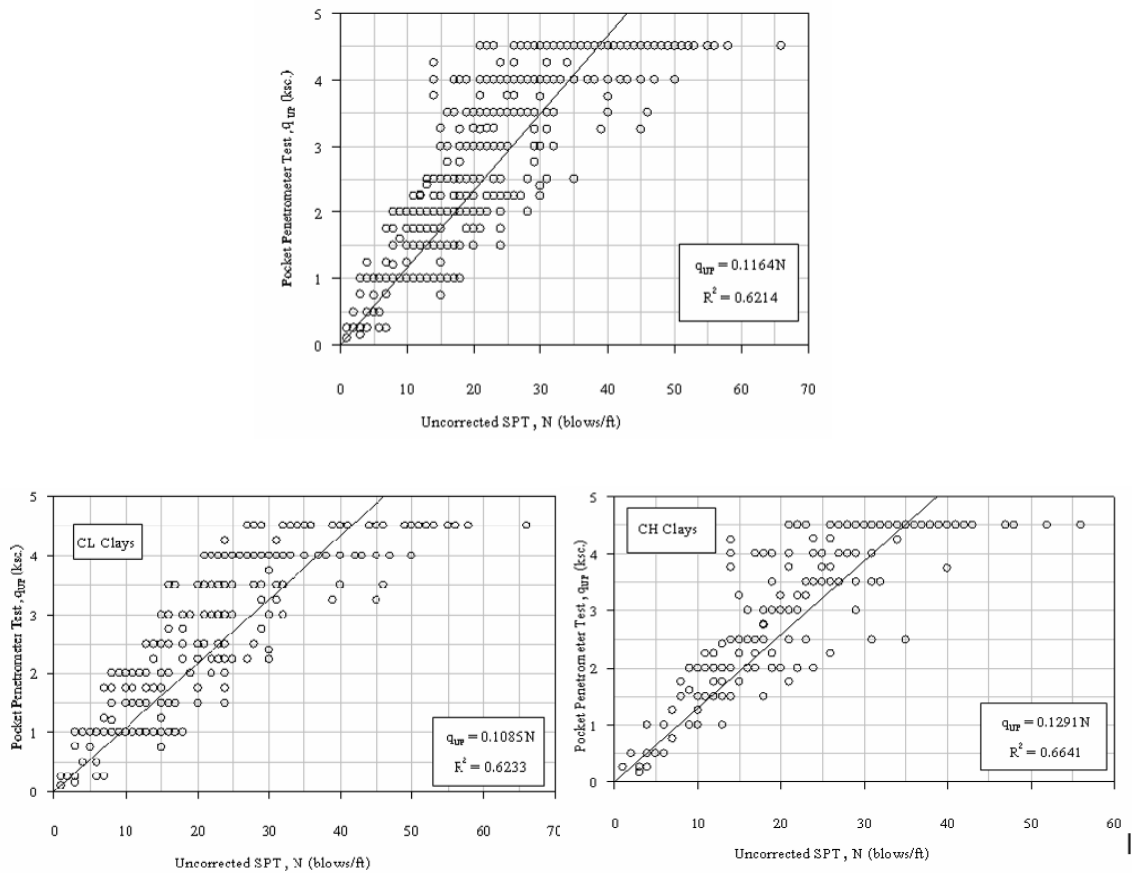 Pocket Penetrometer Test , qUP (ksc.)
5
4
3
2
1
0
qUP = 0.1164N
R² = 0.6214
0 10 20 30 40 50 60 70
Uncorrected SPT , N (blows/ft)
Pocket Penetrometer Test , qUP (ksc.)
5
4
3
2
1
0
CL Clays
qUP = 0.1085N
R² = 0.6233
0 10 20 30 40 50 60 70
Uncorrected SPT , N (blows/ft)
Pocket Penetrometer Test , qUP (ksc.)
5
4
3
2
1
0
CH Clays
qUP = 0.1291N
R² = 0.6641
0 10 20 30 40 50 60
Uncorrected SPT , N (blows/ft)